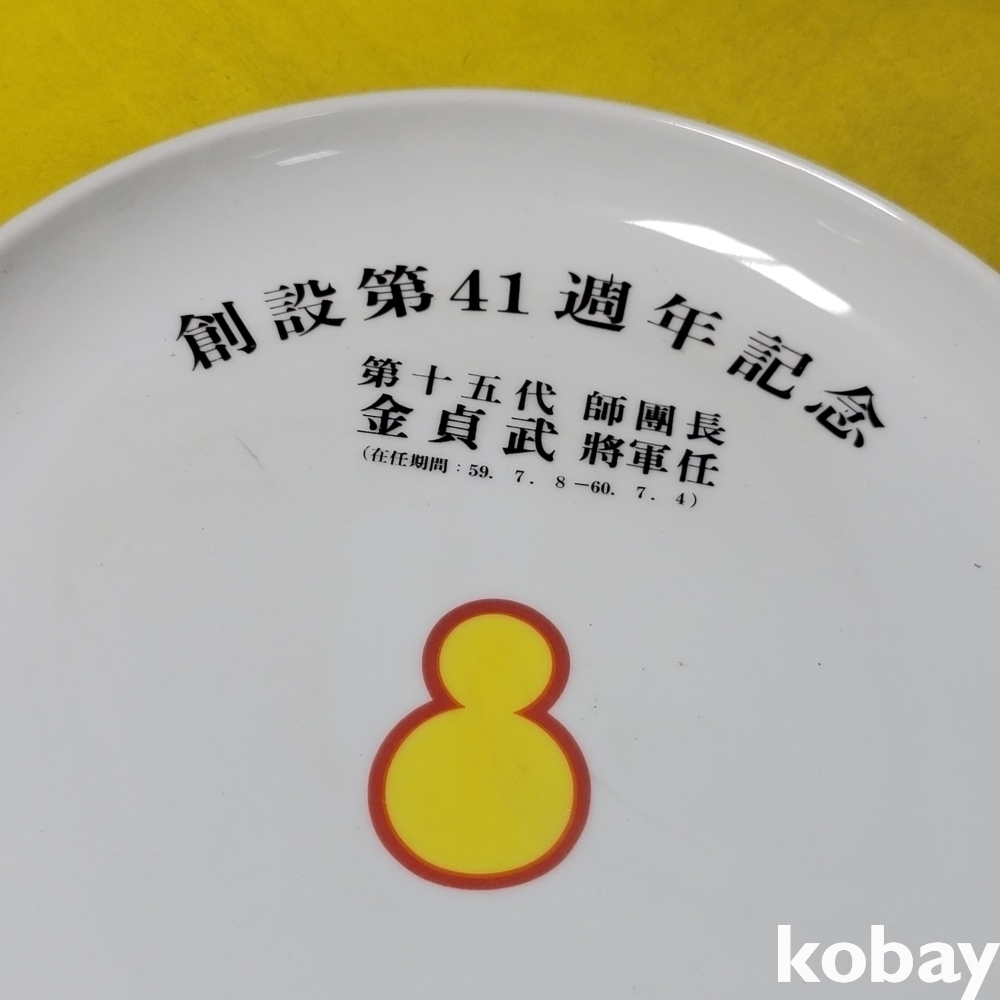 創設第41週年記念
第十五代 師團長
金貞武 將軍任
(在任期間 : 59. 7. 8 -60. 7. 4)
kobay